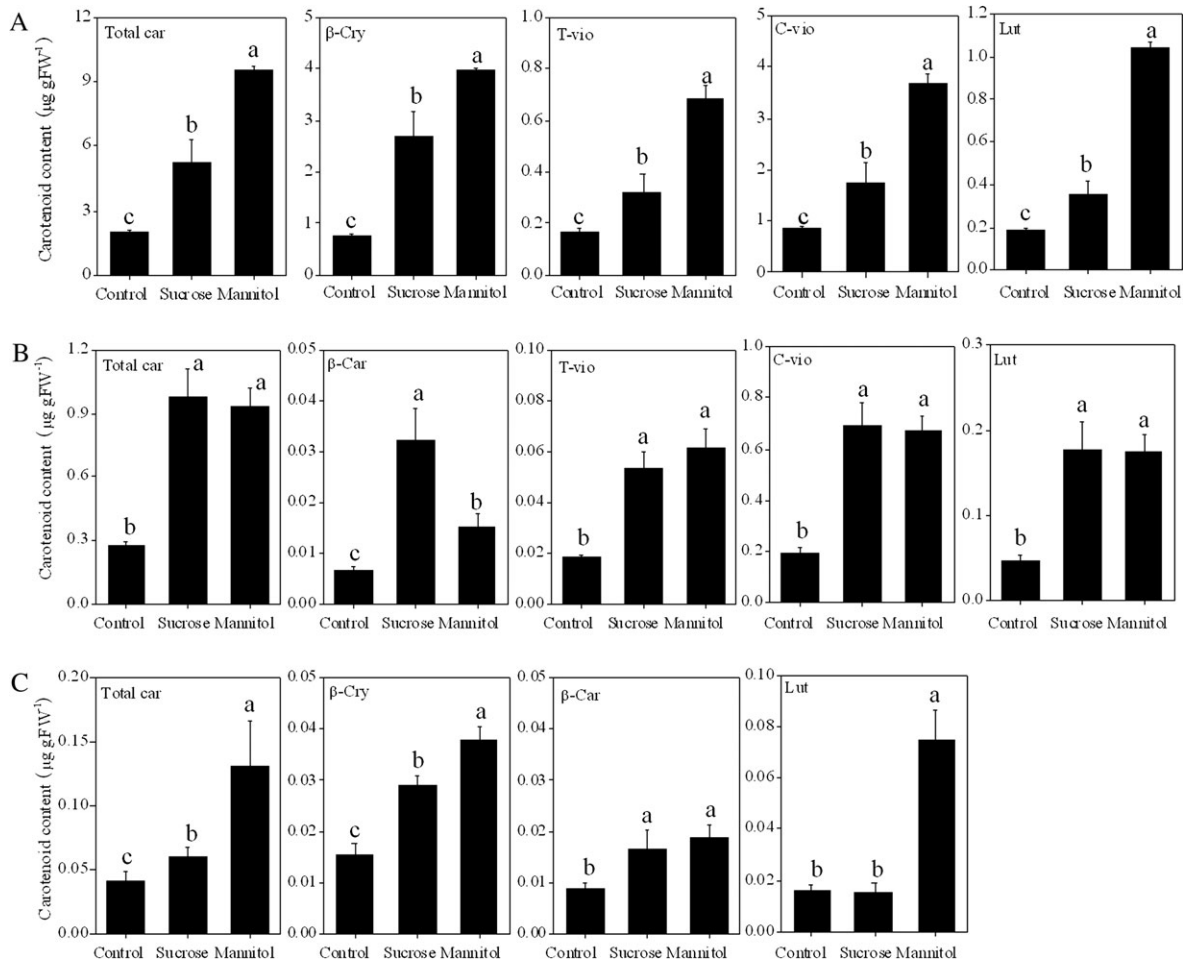 A
Carotenoid content (μg gFW⁻¹)
Total car
12
9
6
3
0
c
b
a
Control Sucrose Mannitol
β-Cry
5
4
3
2
1
0
c
b
a
Control Sucrose Mannitol
T-vio
1.0
0.8
0.6
0.4
0.2
0.0
c
b
a
Control Sucrose Mannitol
C-vio
5
4
3
2
1
0
c
b
a
Control Sucrose Mannitol
Lut
1.2
1.0
0.8
0.6
0.4
0.2
0.0
c
b
a
Control Sucrose Mannitol
B
Carotenoid content (μg gFW⁻¹)
Total car
1.2
0.9
0.6
0.3
0.0
b
a
a
Control Sucrose Mannitol
β-Car
0.05
0.04
0.03
0.02
0.01
0.00
c
a
b
Control Sucrose Mannitol
T-vio
0.10
0.08
0.06
0.04
0.02
0.00
b
a
a
Control Sucrose Mannitol
C-vio
1.0
0.8
0.6
0.4
0.2
0.0
b
a
a
Control Sucrose Mannitol
Lut
0.3
0.2
0.1
0.0
b
a
a
Control Sucrose Mannitol
C
Carotenoid content (μg gFW⁻¹)
Total car
0.20
0.15
0.10
0.05
0.00
c
b
a
Control Sucrose Mannitol
β-Cry
0.05
0.04
0.03
0.02
0.01
0.00
c
b
a
Control Sucrose Mannitol
β-Car
0.05
0.04
0.03
0.02
0.01
0.00
b
a
a
Control Sucrose Mannitol
Lut
0.10
0.08
0.06
0.04
0.02
0.00
b
b
a
Control Sucrose Mannitol